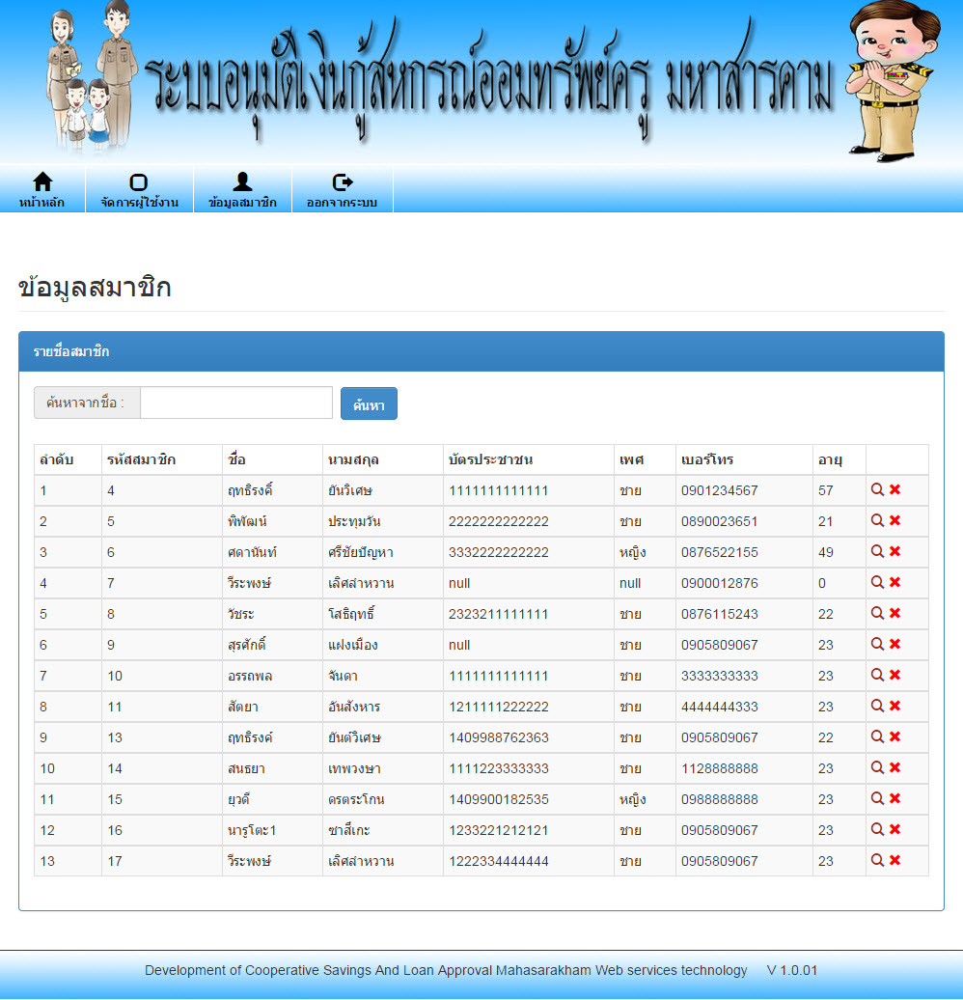 ระบบอนุมัติเงินกู้สหกรณ์ออมทรัพย์ครู มหาสารคาม
หน้าหลัก จัดการผู้ใช้งาน ข้อมูลสมาชิก ออกจากระบบ
ข้อมูลสมาชิก
รายชื่อสมาชิก
ค้นหาจากชื่อ : ค้นหา
ลำดับ รหัสสมาชิก ชื่อ นามสกุล บัตรประชาชน เพศ เบอร์โทร อายุ
1 4 ฤทธิรงค์ิ ยันวิเศษ 1111111111111 ชาย 0901234567 57
2 5 พิพัฒน์ ประทุมวัน 2222222222222 ชาย 0890023651 21
3 6 ศดานันท์ ศรีชัยปัญหา 3332222222222 หญิง 0876522155 49
4 7 วีระพงษ์ เลิศลำหวาน null null 0900012876 0
5 8 วัชระ โสธิฤทธิ์ 2323211111111 ชาย 0876115243 22
6 9 สุรศักดิ์ แฝงเมือง null ชาย 0905809067 23
7 10 อรรถพล จันดา 1111111111111 ชาย 3333333333 23
8 11 สัตยา อันสังหาร 1211111222222 ชาย 4444444333 23
9 13 ฤทธิรงค์ ยันต์วิเศษ 1409988762363 ชาย 0905809067 22
10 14 สนธยา เทพวงษา 1111223333333 ชาย 1128888888 23
11 15 ยุวดี ดรตระโกน 1409900182535 หญิง 0988888888 23
12 16 นารูโตะ1 ซาสึเกะ 1233221212121 ชาย 0905809067 23
13 17 วีระพงษ์ เลิศลำหวาน 1222334444444 ชาย 0905809067 23
Development of Cooperative Savings And Loan Approval Mahasarakham Web services technology V 1.0.01